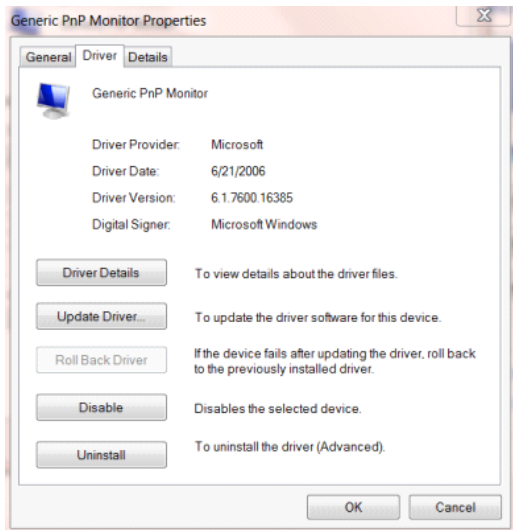 Generic PnP Monitor Properties
General Driver Details
Generic PnP Monitor
Driver Provider: Microsoft
Driver Date: 6/21/2006
Driver Version: 6.1.7600.16385
Digital Signer: Microsoft Windows
Driver Details To view details about the driver files.
Update Driver... To update the driver software for this device.
Roll Back Driver If the device fails after updating the driver, roll back
to the previously installed driver.
Disable Disables the selected device.
Uninstall To uninstall the driver (Advanced).
OK Cancel